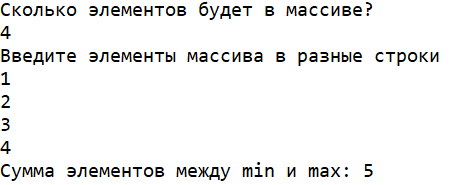 Сколько элементов будет в массиве?
4
Введите элементы массива в разные строки
1
2
3
4
Сумма элементов между min и max: 5